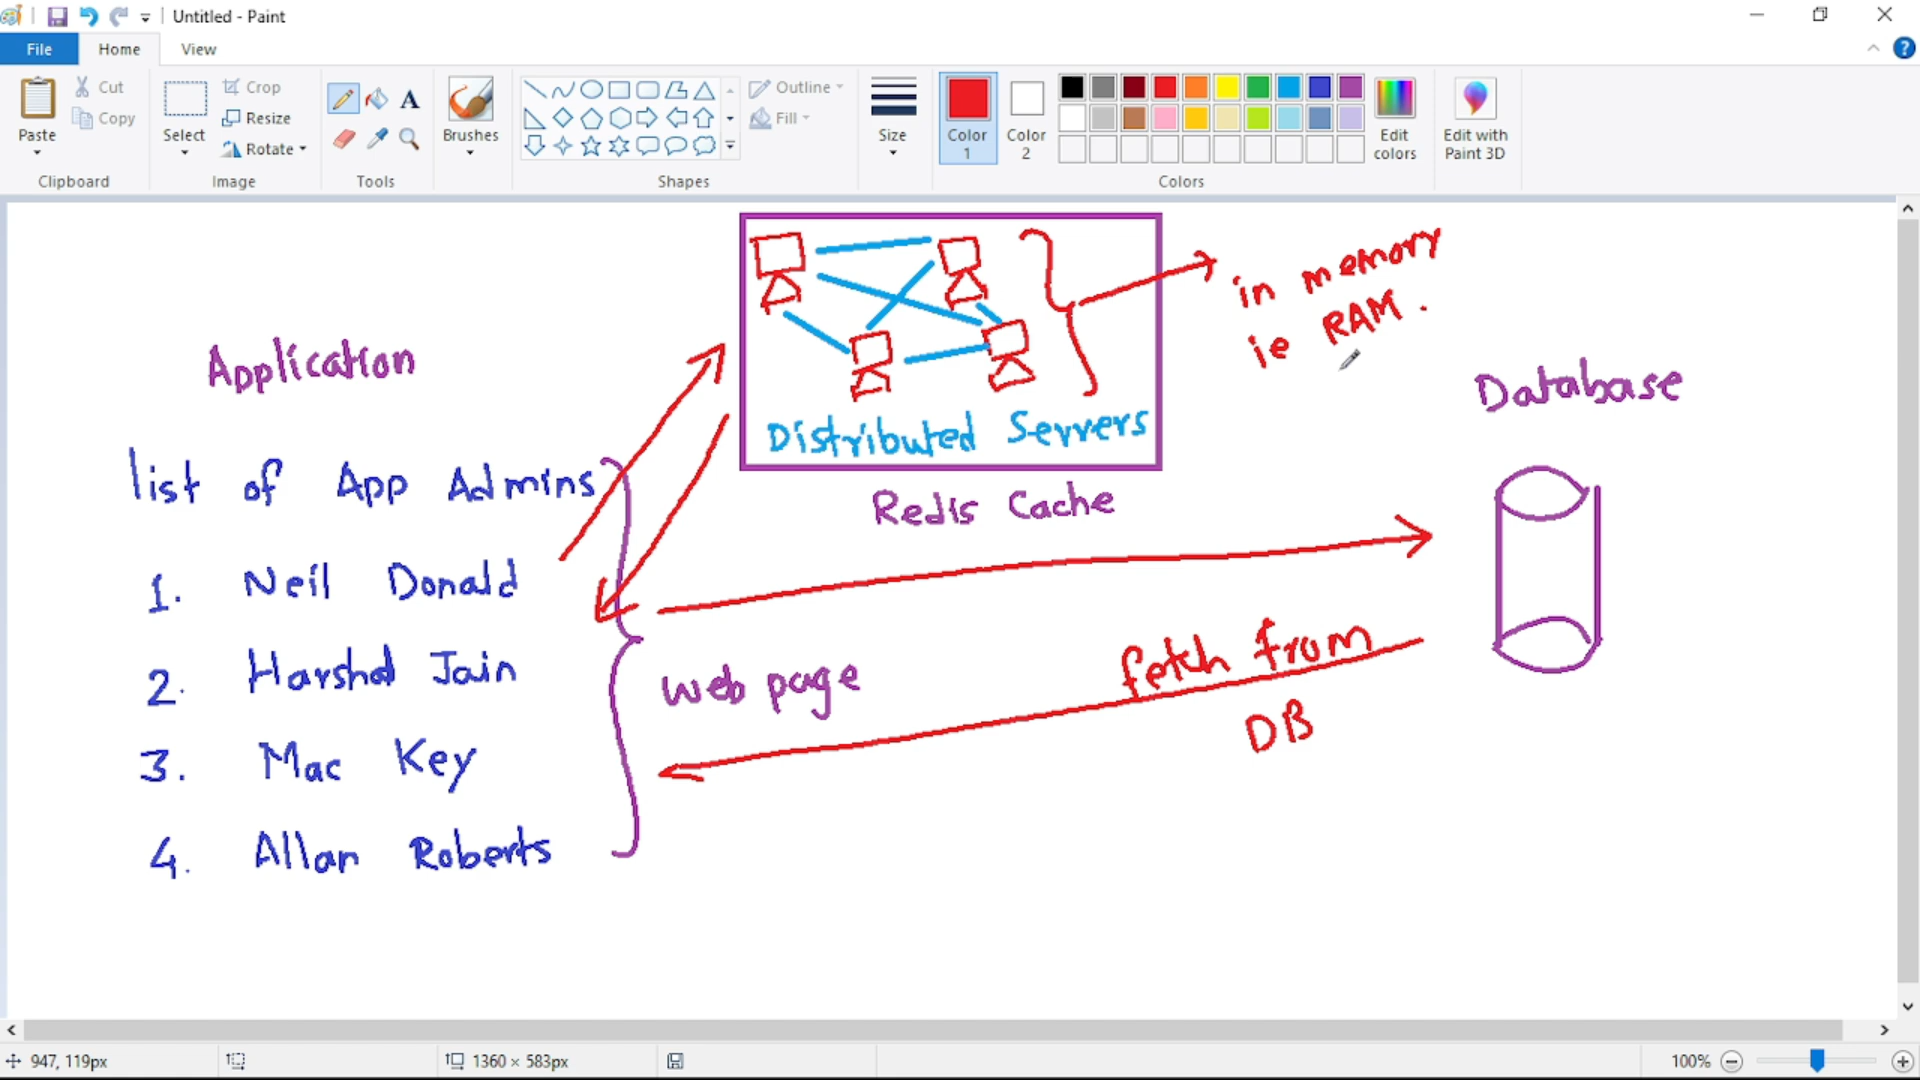 Untitled - Paint
File Home View
Paste
Cut
Copy
Clipboard
Select
Crop
Resize
Rotate
Image
Tools
Brushes
Shapes
Outline
Fill
Size
Color 1
Color 2
Edit colors
Edit with Paint 3D
Colors
in memory
ie RAM.
Application
Database
Distributed Servers
list of App Admins
Redis Cache
1. Neil Donald
fetch from
2. Harshal Jain
web page
DB
3. Mac Key
4. Allan Roberts
947, 119px
1360 × 583px
100%